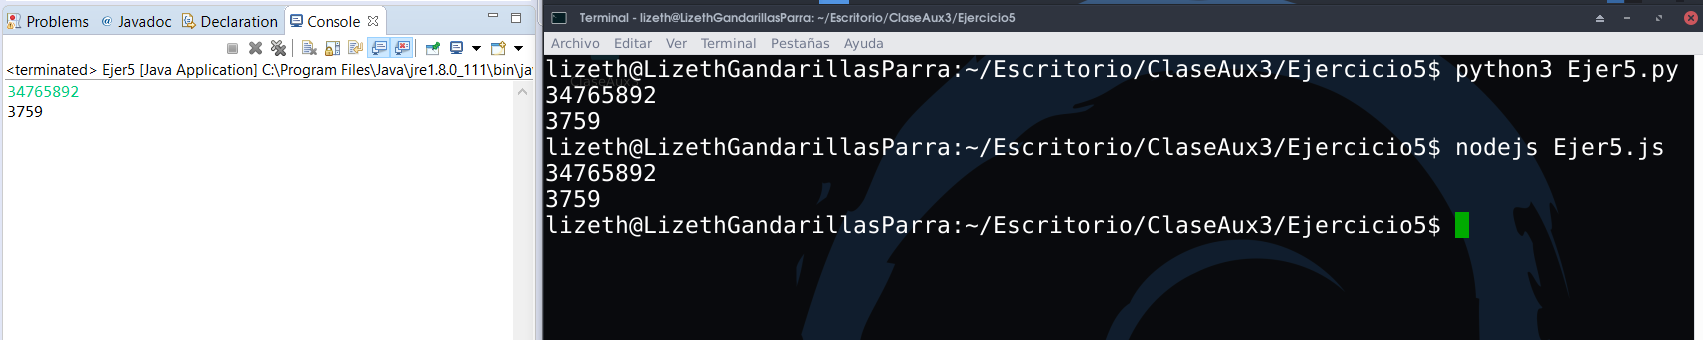 Problems @ Javadoc Declaration Console
<terminated> Ejer5 [Java Application] C:\Program Files\Java\jre1.8.0_111\bin\ja
34765892
3759
Terminal - lizeth@LizethGandarillasParra: ~/Escritorio/ClaseAux3/Ejercicio5
Archivo Editar Ver Terminal Pestañas Ayuda
lizeth@LizethGandarillasParra:~/Escritorio/ClaseAux3/Ejercicio5$ python3 Ejer5.py
34765892
3759
lizeth@LizethGandarillasParra:~/Escritorio/ClaseAux3/Ejercicio5$ nodejs Ejer5.js
34765892
3759
lizeth@LizethGandarillasParra:~/Escritorio/ClaseAux3/Ejercicio5$